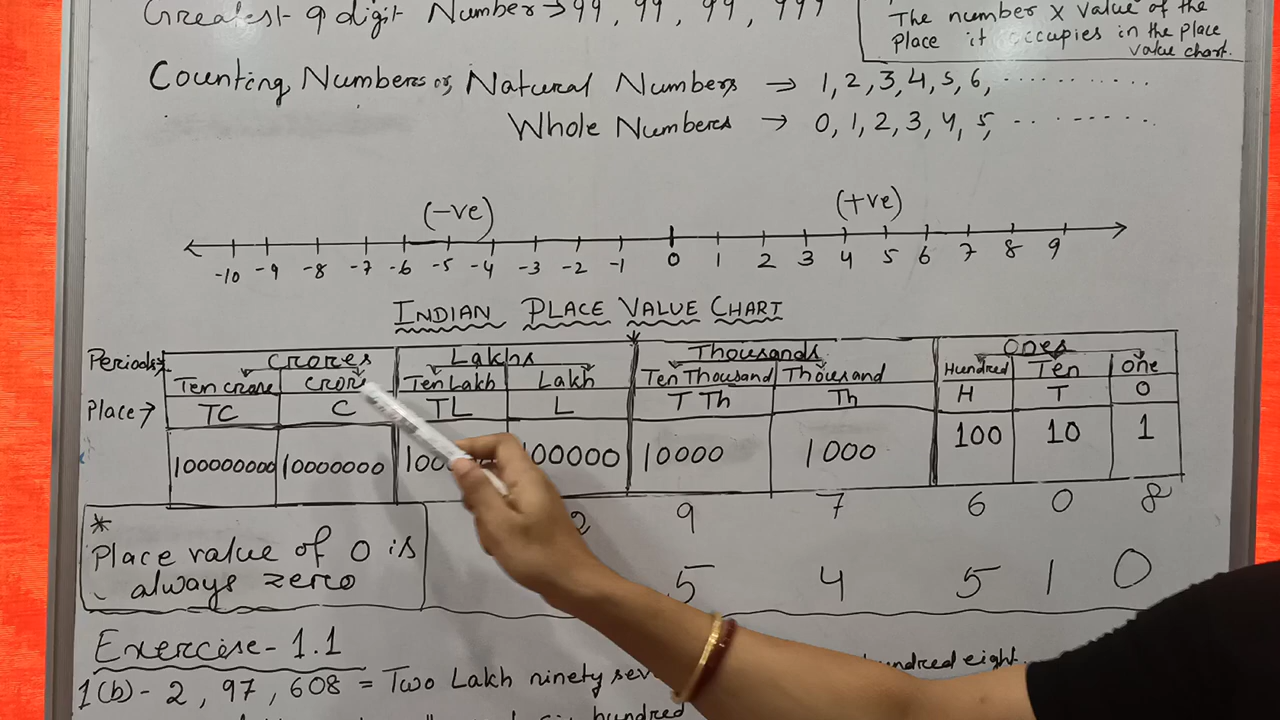 Greatest 9 digit Number → 99, 99, 99, 999
The number x value of the
place it occupies in the place
value chart.
Counting Numbers or, Natural Numbers → 1, 2, 3, 4, 5, 6, ...........
Whole Numbers → 0, 1, 2, 3, 4, 5, .........
(-ve) (+ve)
-10 -9 -8 -7 -6 -5 -4 -3 -2 -1 0 1 2 3 4 5 6 7 8 9
INDIAN PLACE VALUE CHART
Periods → Crores Lakhs Thousands Ones
Ten crore Crore Ten Lakh Lakh Ten Thousand Thousand Hundred Ten One
Place → TC C TL L T Th Th H T O
100000000 10000000 100000 10000 1000 100 10 1
2 9 7 6 0 8
5 4 5 1 0
* Place value of 0 is
always zero
Exercise - 1.1
1(b) - 2, 97, 608 = Two Lakh ninety hundred eight.
hundred